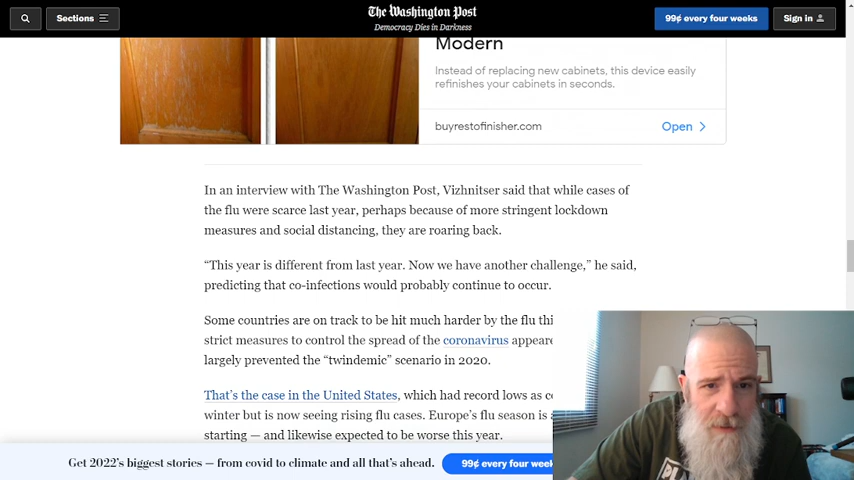 Sections
The Washington Post
Democracy Dies in Darkness
99¢ every four weeks
Sign in
Modern
Instead of replacing new cabinets, this device easily
refinishes your cabinets in seconds.
buyrestofinisher.com
Open
In an interview with The Washington Post, Vizhnitser said that while cases of
the flu were scarce last year, perhaps because of more stringent lockdown
measures and social distancing, they are roaring back.
“This year is different from last year. Now we have another challenge,” he said,
predicting that co-infections would probably continue to occur.
Some countries are on track to be hit much harder by the flu thi
strict measures to control the spread of the coronavirus appeare
largely prevented the “twindemic” scenario in 2020.
That’s the case in the United States, which had record lows as c
winter but is now seeing rising flu cases. Europe’s flu season is
starting — and likewise expected to be worse this year.
Get 2022’s biggest stories — from covid to climate and all that’s ahead.
99¢ every four week